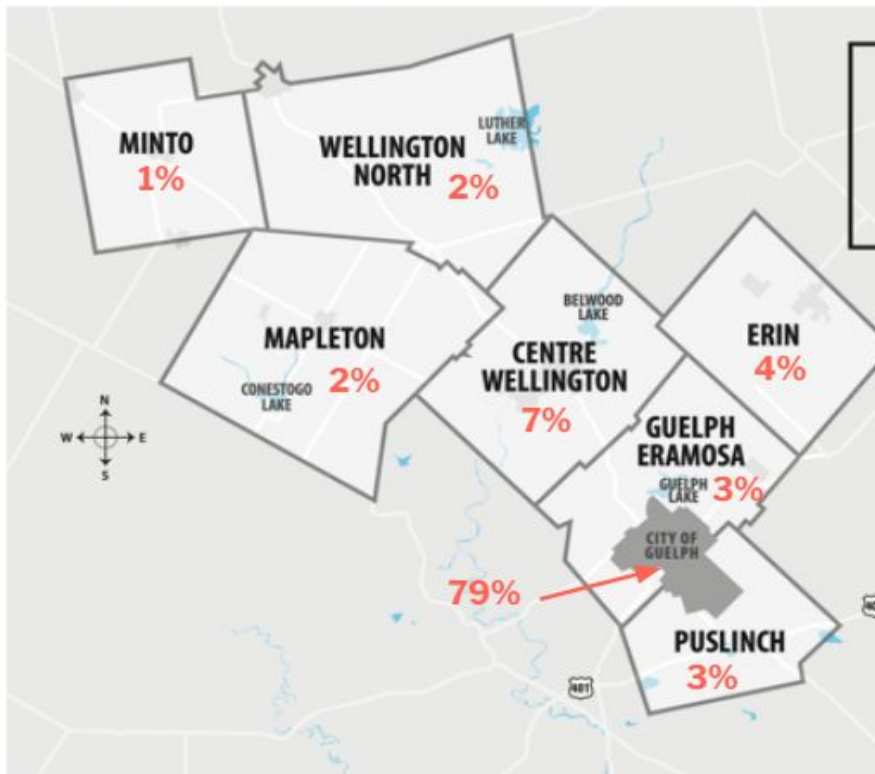 MINTO
1%
WELLINGTON
NORTH 2%
LUTHER
LAKE
MAPLETON
2%
CONESTOGO
LAKE
BELWOOD
LAKE
CENTRE
WELLINGTON
7%
ERIN
4%
GUELPH
ERAMOSA
3%
GUELPH
LAKE
CITY OF
GUELPH
79%
PUSLINCH
3%
N
W E
S
401